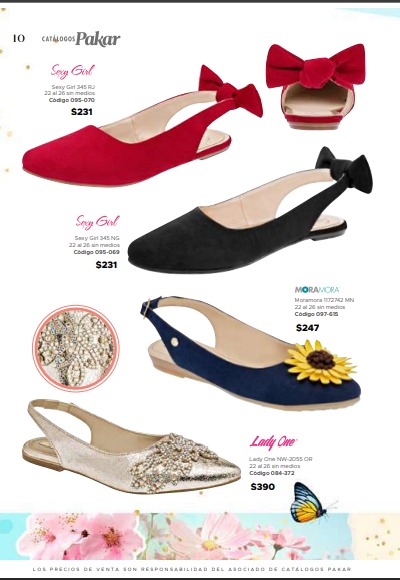 10
CATÁLOGOS Pakar
Sexy Girl
Sexy Girl 345 RJ
22 al 26 sin medios
Código 095-070
$231
Sexy Girl
Sexy Girl 345 NG
22 al 26 sin medios
Código 095-069
$231
MORAMORA
Moramora 1172742 MN
22 al 26 sin medios
Código 097-615
$247
Lady One
Lady One NW-2055 OR
22 al 26 sin medios
Código 084-372
$390
LOS PRECIOS DE VENTA SON RESPONSABILIDAD DEL ASOCIADO DE CATÁLOGOS PAKAR